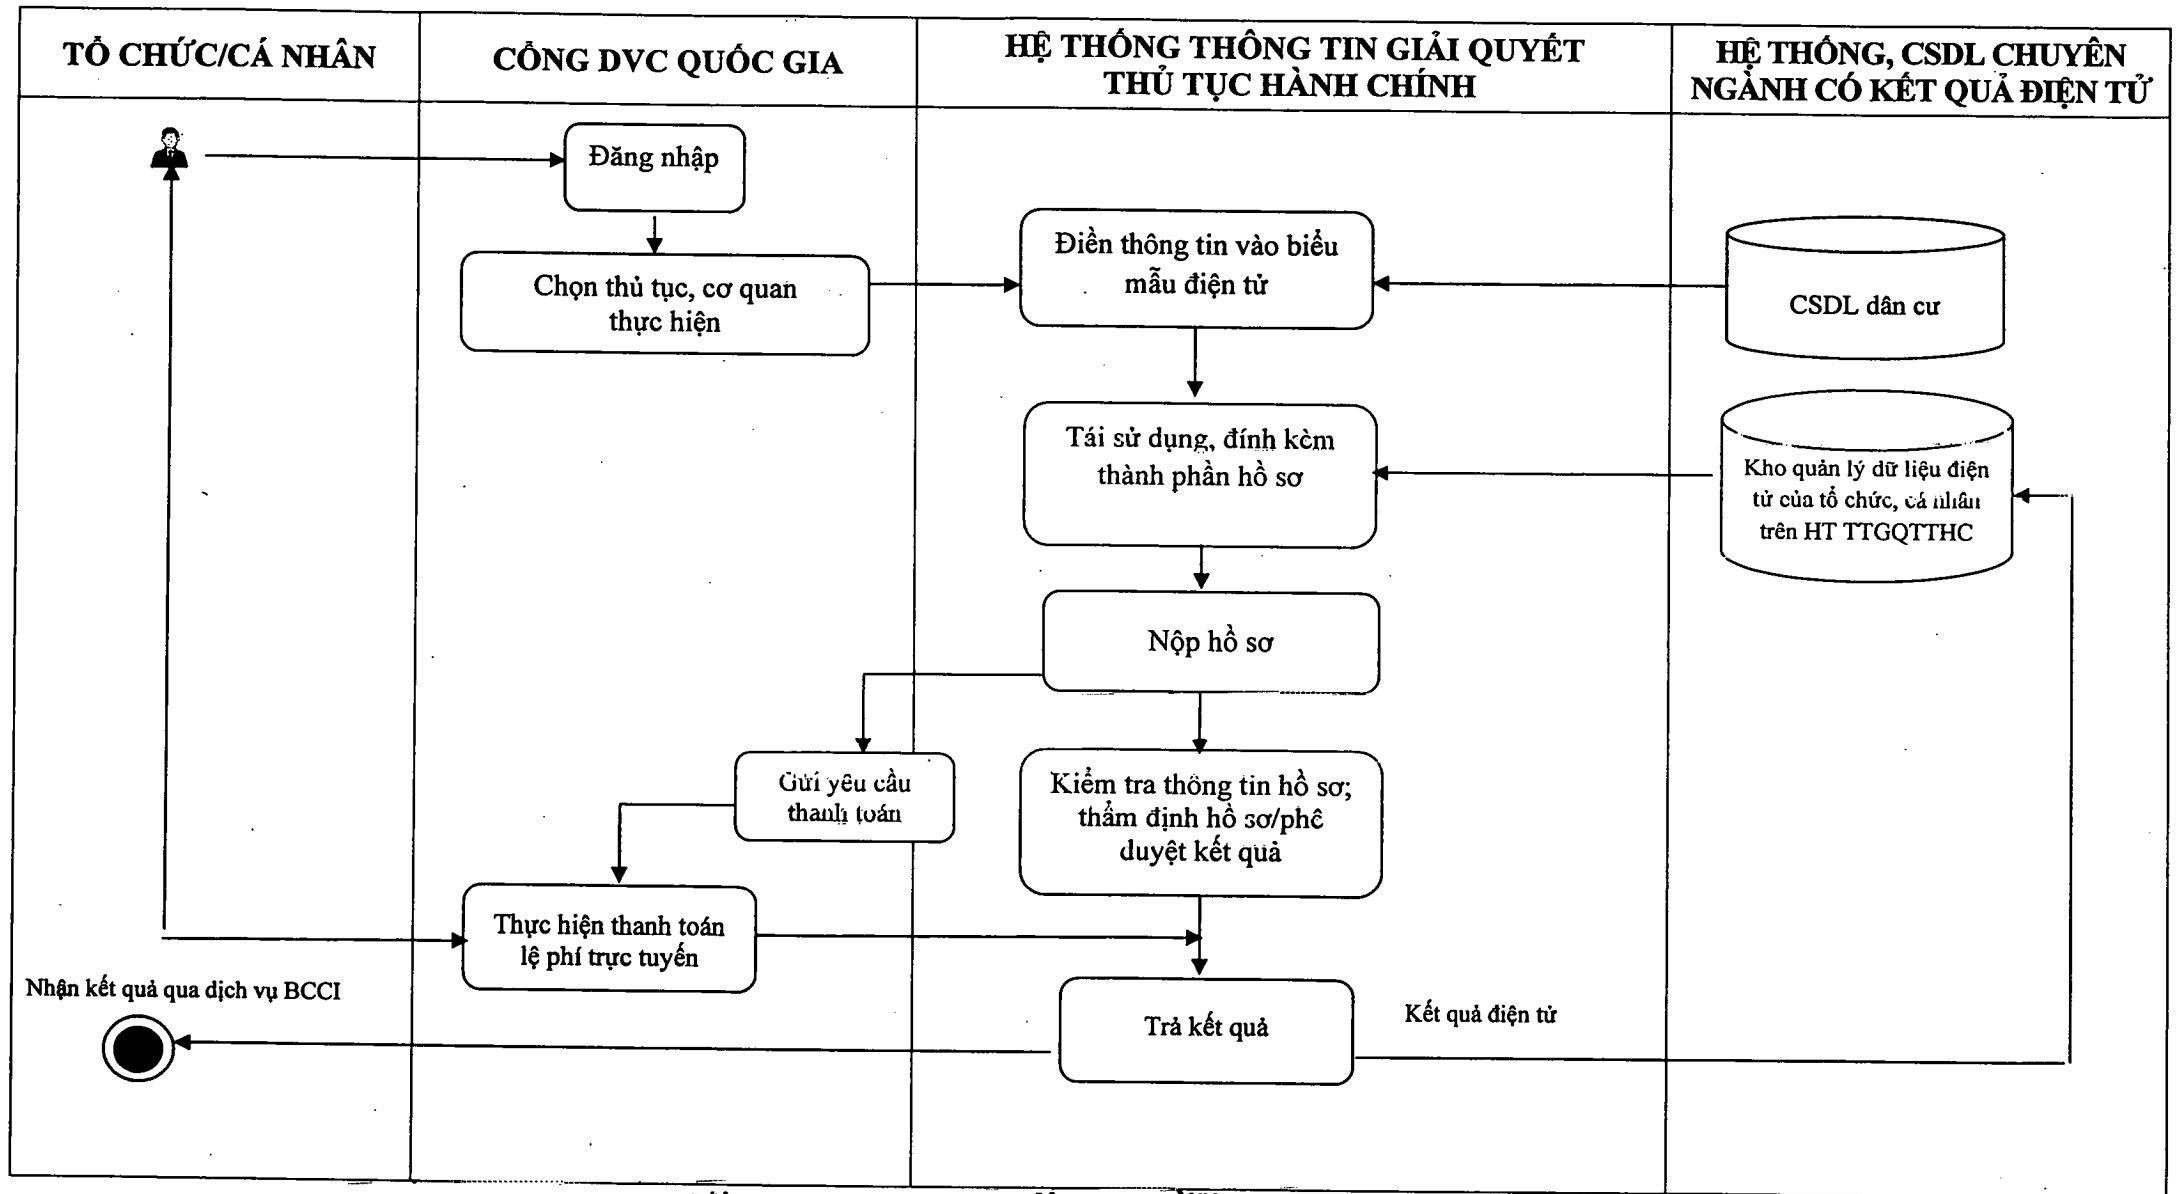 TỔ CHỨC/CÁ NHÂN
CỔNG DVC QUỐC GIA
HỆ THỐNG THÔNG TIN GIẢI QUYẾT
THỦ TỤC HÀNH CHÍNH
HỆ THỐNG, CSDL CHUYÊN
NGÀNH CÓ KẾT QUẢ ĐIỆN TỬ
Đăng nhập
Chọn thủ tục, cơ quan
thực hiện
Điền thông tin vào biểu
mẫu điện tử
CSDL dân cư
Tái sử dụng, đính kèm
thành phần hồ sơ
Kho quản lý dữ liệu điện
tử của tổ chức, cá nhân
trên HT TTGQTTHC
Nộp hồ sơ
Gửi yêu cầu
thanh toán
Kiểm tra thông tin hồ sơ;
thẩm định hồ sơ/phê
duyệt kết quả
Thực hiện thanh toán
lệ phí trực tuyến
Nhận kết quả qua dịch vụ BCCI
Trả kết quả
Kết quả điện tử